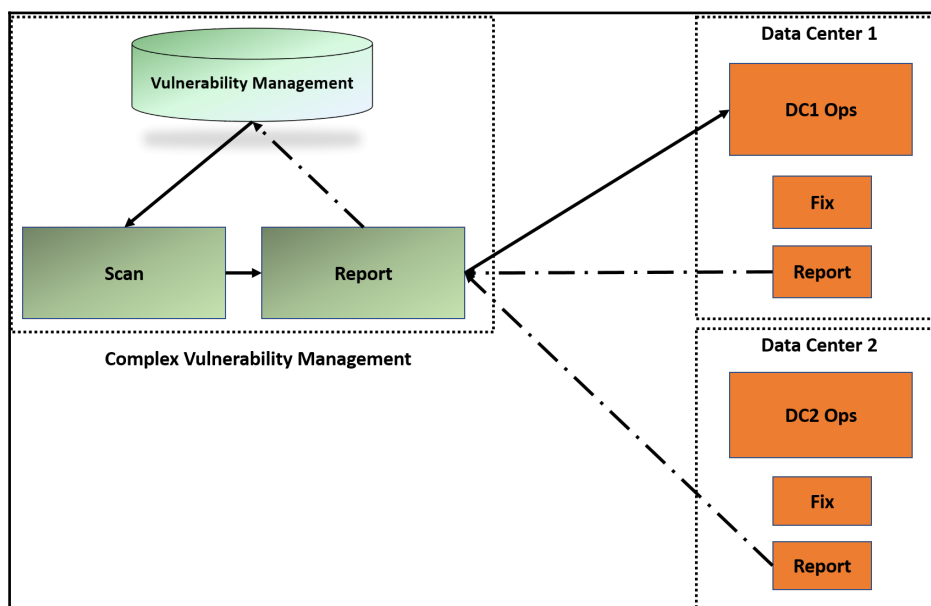 Vulnerability Management
Scan
Report
Complex Vulnerability Management
Data Center 1
DC1 Ops
Fix
Report
Data Center 2
DC2 Ops
Fix
Report